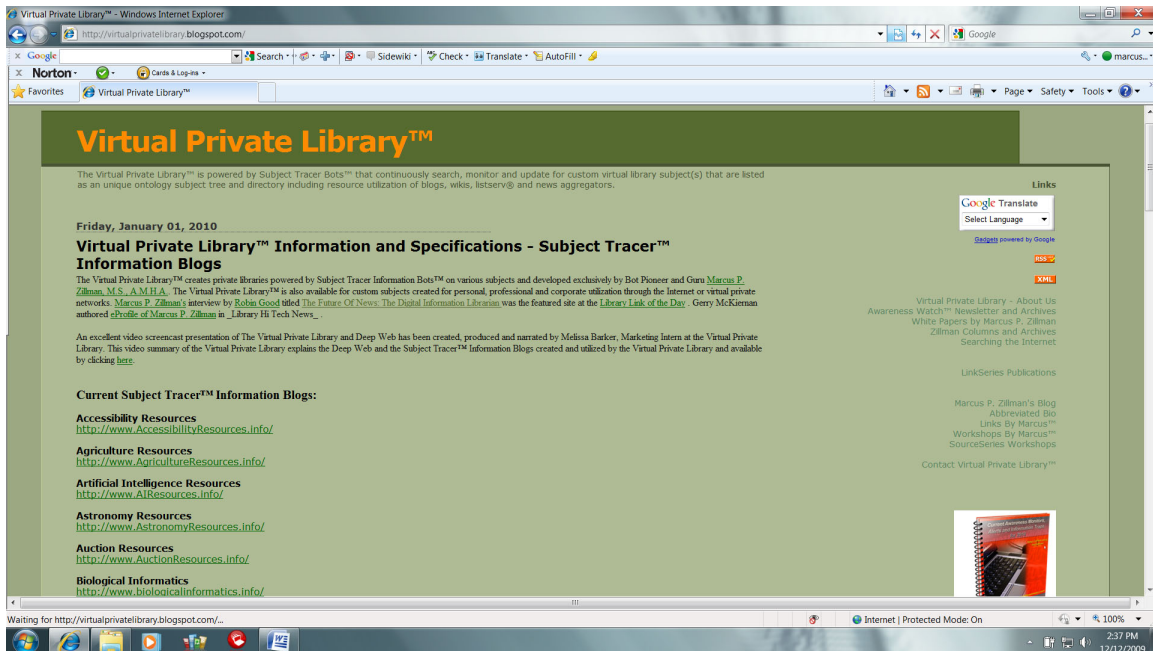 Virtual Private Library™ - Windows Internet Explorer
http://virtualprivatelibrary.blogspot.com/
Google
x Google
Search
Sidewiki
Check
Translate
AutoFill
marcus...
x Norton
Cards & Log-ins
Favorites
Virtual Private Library™
Page
Safety
Tools
Virtual Private Library™
The Virtual Private Library™ is powered by Subject Tracer Bots™ that continuously search, monitor and update for custom virtual library subject(s) that are listed
as an unique ontology subject tree and directory including resource utilization of blogs, wikis, listserv® and news aggregators.
Friday, January 01, 2010
Virtual Private Library™ Information and Specifications - Subject Tracer™
Information Blogs
The Virtual Private Library™ creates private libraries powered by Subject Tracer Information Bots™ on various subjects and developed exclusively by Bot Pioneer and Guru Marcus P.
Zillman, M.S., A.M.H.A.. The Virtual Private Library™ is also available for custom subjects created for personal, professional and corporate utilization through the Internet or virtual private
networks. Marcus P. Zillman's interview by Robin Good titled The Future Of News: The Digital Information Librarian was the featured site at the Library Link of the Day . Gerry McKiernan
authored eProfile of Marcus P. Zillman in _Library Hi Tech News_ .
An excellent video screencast presentation of The Virtual Private Library and Deep Web has been created, produced and narrated by Melissa Barker, Marketing Intern at the Virtual Private
Library. This video summary of the Virtual Private Library explains the Deep Web and the Subject Tracer™ Information Blogs created and utilized by the Virtual Private Library and available
by clicking here.
Current Subject Tracer™ Information Blogs:
Accessibility Resources
http://www.AccessibilityResources.info/
Agriculture Resources
http://www.AgricultureResources.info/
Artificial Intelligence Resources
http://www.AIResources.info/
Astronomy Resources
http://www.AstronomyResources.info/
Auction Resources
http://www.AuctionResources.info/
Biological Informatics
http://www.biologicalinformatics.info/
Links
Google Translate
Select Language
Gadgets powered by Google
RSS
XML
Virtual Private Library - About Us
Awareness Watch™ Newsletter and Archives
White Papers by Marcus P. Zillman
Zillman Columns and Archives
Searching the Internet
LinkSeries Publications
Marcus P. Zillman's Blog
Abbreviated Bio
Links By Marcus™
Workshops By Marcus™
SourceSeries Workshops
Contact Virtual Private Library™
Waiting for http://virtualprivatelibrary.blogspot.com/...
Internet | Protected Mode: On
100%
2:37 PM
12/12/2009